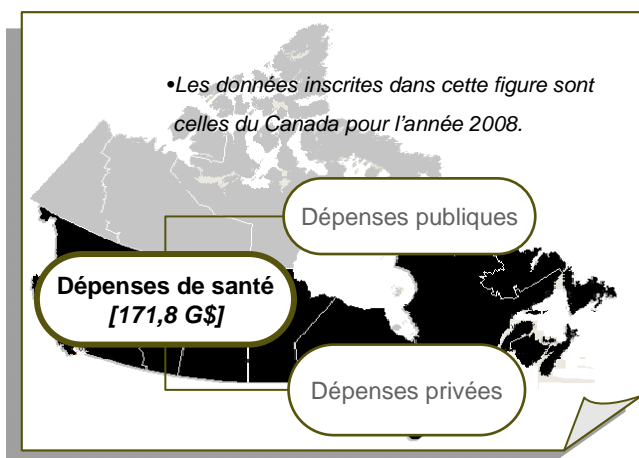 •Les données inscrites dans cette figure sont
celles du Canada pour l’année 2008.
Dépenses publiques
Dépenses de santé
[171,8 G$]
Dépenses privées